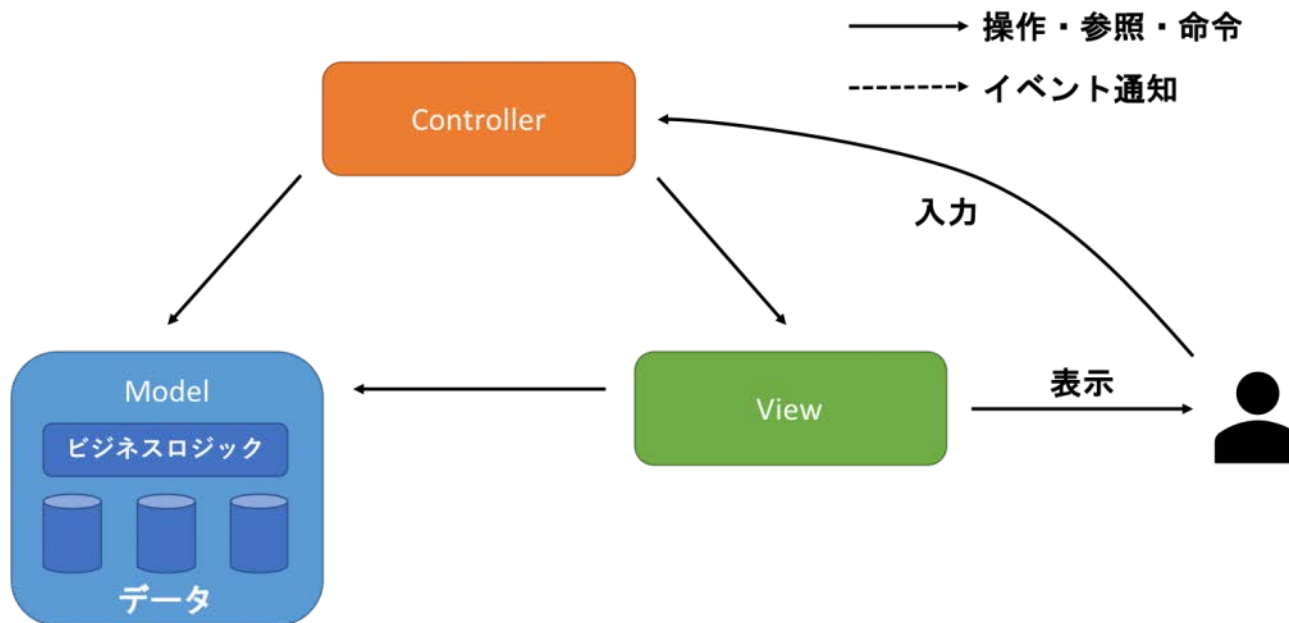 操作・参照・命令
イベント通知
Controller
入力
Model
ビジネスロジック
データ
View
表示